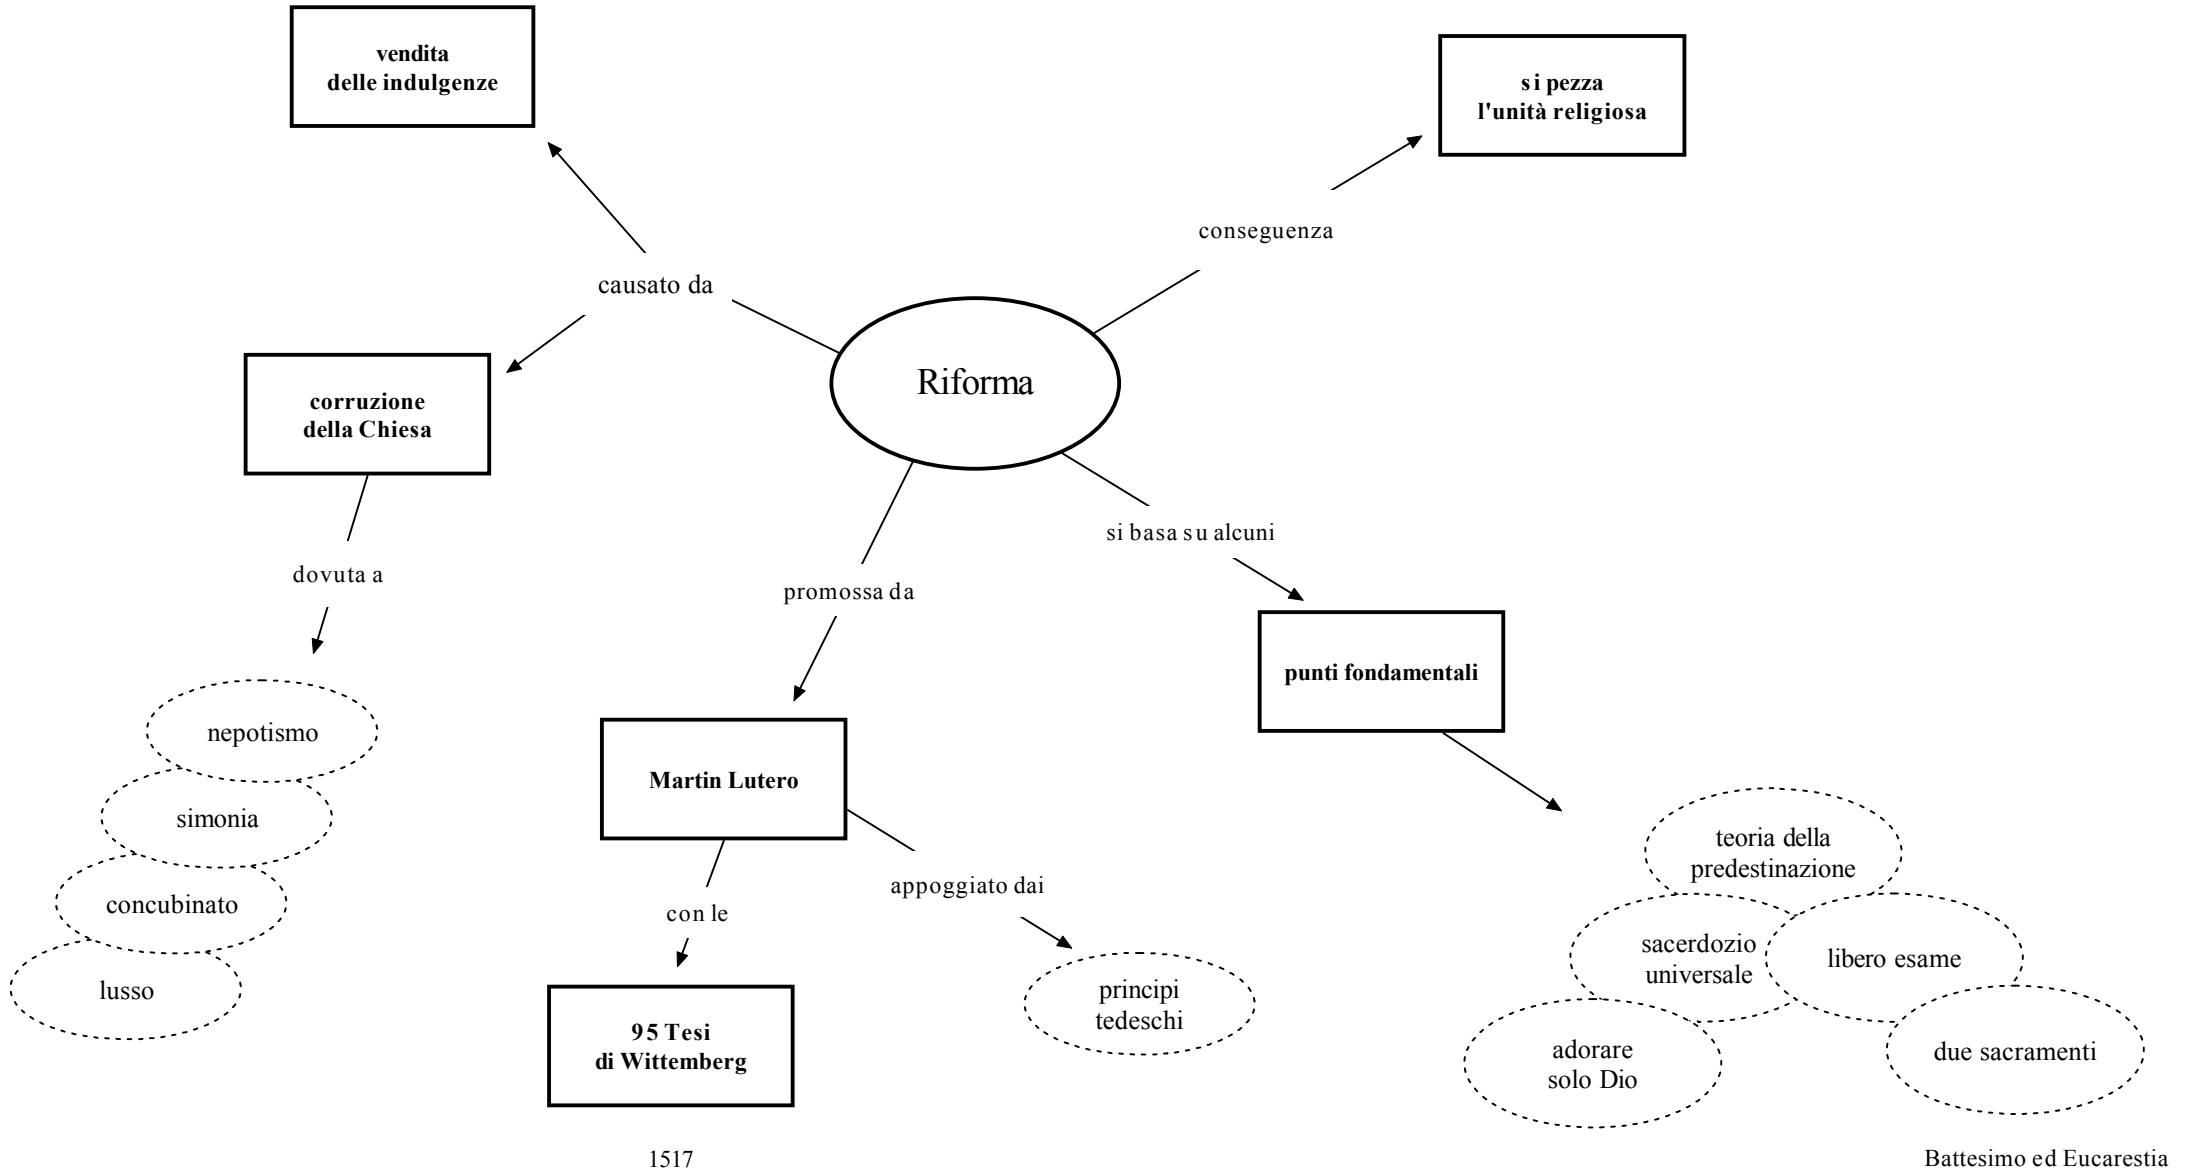 vendita
delle indulgenze
si pezza
l'unità religiosa
conseguenza
causato da
Riforma
corruzione
della Chiesa
si basa su alcuni
dovuta a
promossa da
punti fondamentali
nepotismo
Martin Lutero
simonia
teoria della
predestinazione
appoggiato dai
concubinato
con le
sacerdozio
universale
libero esame
lusso
principi
tedeschi
95 Tesi
di Wittemberg
adorare
solo Dio
due sacramenti
1517
Battesimo ed Eucarestia